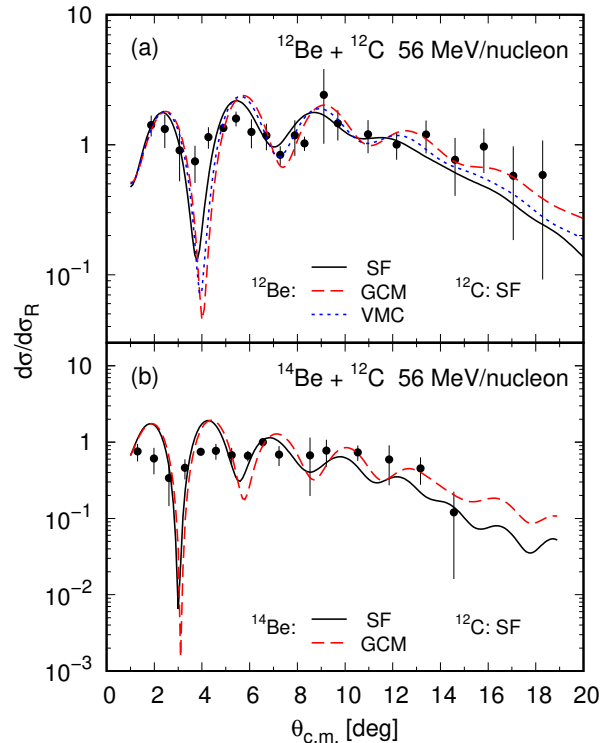 (a) ¹²Be + ¹²C 56 MeV/nucleon
10
1
10⁻¹
SF
¹²Be: GCM ¹²C: SF
VMC
dσ/dσ_R
(b) ¹⁴Be + ¹²C 56 MeV/nucleon
10
1
10⁻¹
10⁻²
10⁻³
¹⁴Be: SF ¹²C: SF
GCM
0 2 4 6 8 10 12 14 16 18 20
θ_c.m. [deg]